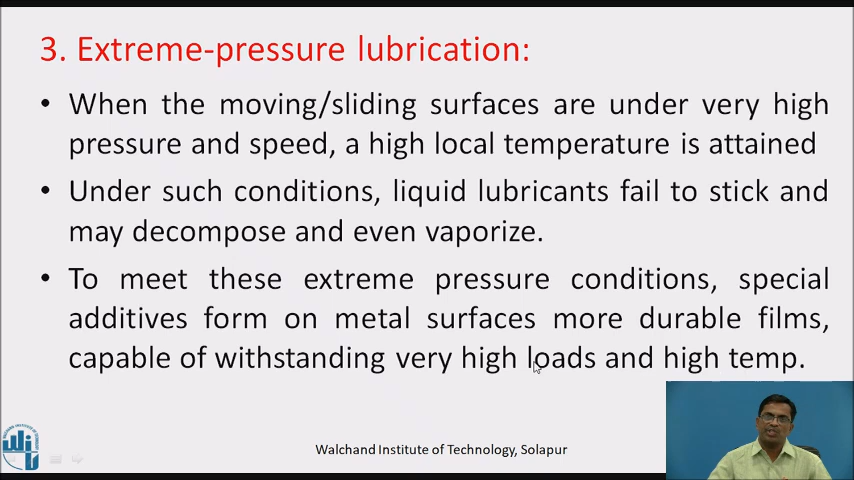 3. Extreme-pressure lubrication:
• When the moving/sliding surfaces are under very high
pressure and speed, a high local temperature is attained
• Under such conditions, liquid lubricants fail to stick and
may decompose and even vaporize.
• To meet these extreme pressure conditions, special
additives form on metal surfaces more durable films,
capable of withstanding very high loads and high temp.
Walchand Institute of Technology, Solapur